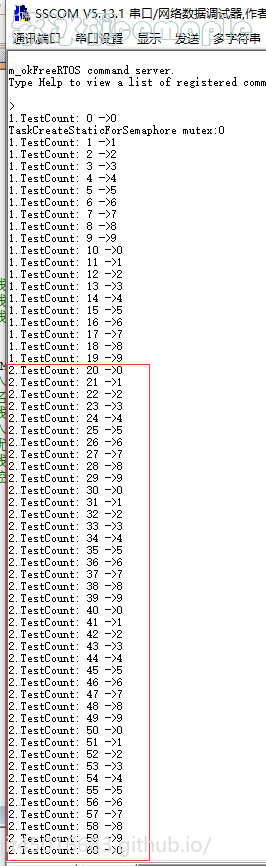 SSCOM V5.13.1 串口/网络数据调试器,作者
通讯端口 串口设置 显示 发送 多字符串
m_okFreeRTOS command server.
Type Help to view a list of registered comm
>
1.TestCount: 0 ->0
TaskCreateStaticForSemaphore mutex:0
1.TestCount: 1 ->1
1.TestCount: 2 ->2
1.TestCount: 3 ->3
1.TestCount: 4 ->4
1.TestCount: 5 ->5
1.TestCount: 6 ->6
1.TestCount: 7 ->7
1.TestCount: 8 ->8
1.TestCount: 9 ->9
1.TestCount: 10 ->0
1.TestCount: 11 ->1
1.TestCount: 12 ->2
1.TestCount: 13 ->3
1.TestCount: 14 ->4
1.TestCount: 15 ->5
1.TestCount: 16 ->6
1.TestCount: 17 ->7
1.TestCount: 18 ->8
1.TestCount: 19 ->9
2.TestCount: 20 ->0
2.TestCount: 21 ->1
2.TestCount: 22 ->2
2.TestCount: 23 ->3
2.TestCount: 24 ->4
2.TestCount: 25 ->5
2.TestCount: 26 ->6
2.TestCount: 27 ->7
2.TestCount: 28 ->8
2.TestCount: 29 ->9
2.TestCount: 30 ->0
2.TestCount: 31 ->1
2.TestCount: 32 ->2
2.TestCount: 33 ->3
2.TestCount: 34 ->4
2.TestCount: 35 ->5
2.TestCount: 36 ->6
2.TestCount: 37 ->7
2.TestCount: 38 ->8
2.TestCount: 39 ->9
2.TestCount: 40 ->0
2.TestCount: 41 ->1
2.TestCount: 42 ->2
2.TestCount: 43 ->3
2.TestCount: 44 ->4
2.TestCount: 45 ->5
2.TestCount: 46 ->6
2.TestCount: 47 ->7
2.TestCount: 48 ->8
2.TestCount: 49 ->9
2.TestCount: 50 ->0
2.TestCount: 51 ->1
2.TestCount: 52 ->2
2.TestCount: 53 ->3
2.TestCount: 54 ->4
2.TestCount: 55 ->5
2.TestCount: 56 ->6
2.TestCount: 57 ->7
2.TestCount: 58 ->8
2.TestCount: 59 ->9
2.TestCount: 60 ->0